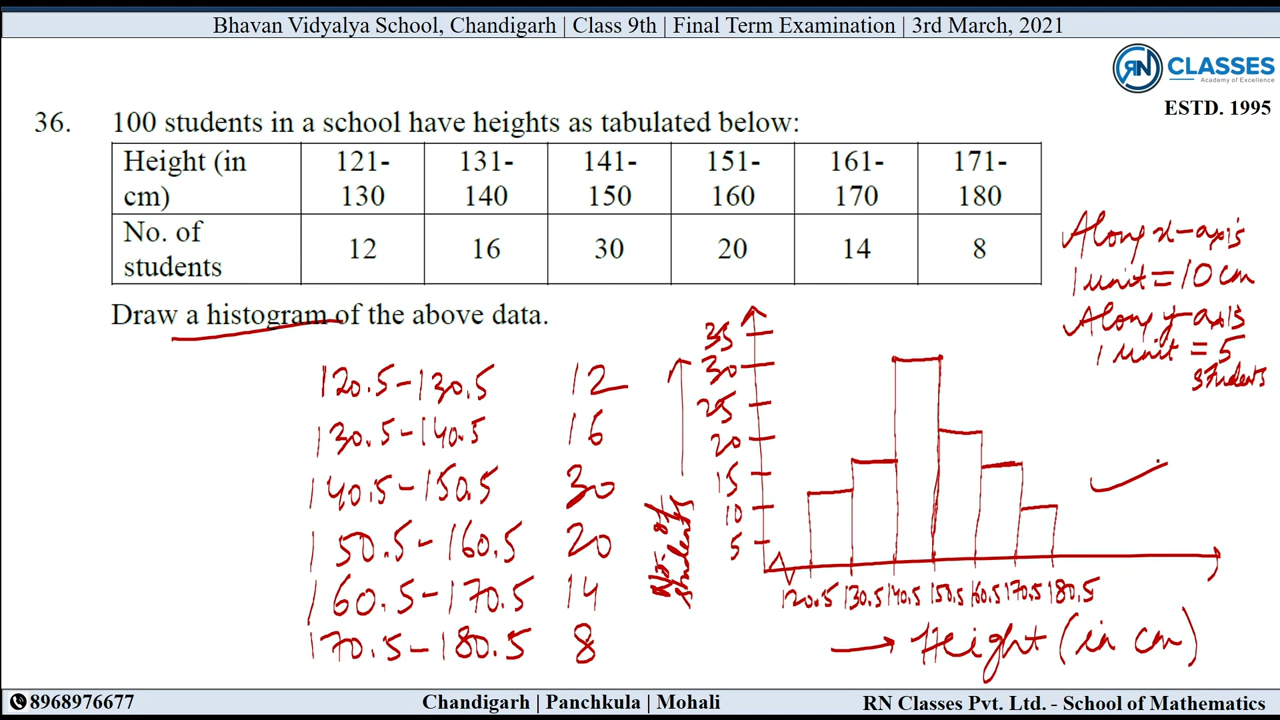 Bhavan Vidyalya School, Chandigarh | Class 9th | Final Term Examination | 3rd March, 2021
RN CLASSES
Academy of Excellence
ESTD. 1995
36. 100 students in a school have heights as tabulated below:
Height (in cm) 121-130 131-140 141-150 151-160 161-170 171-180
No. of students 12 16 30 20 14 8
Draw a histogram of the above data.
Along x-axis
1 unit = 10 cm
Along y-axis
1 unit = 5
students
120.5-130.5 12
130.5-140.5 16
140.5-150.5 30
150.5-160.5 20
160.5-170.5 14
170.5-180.5 8
No. of
students
35
30
25
20
15
10
5
120.5 130.5 140.5 150.5 160.5 170.5 180.5
Height (in cm)
8968976677
Chandigarh | Panchkula | Mohali
RN Classes Pvt. Ltd. - School of Mathematics